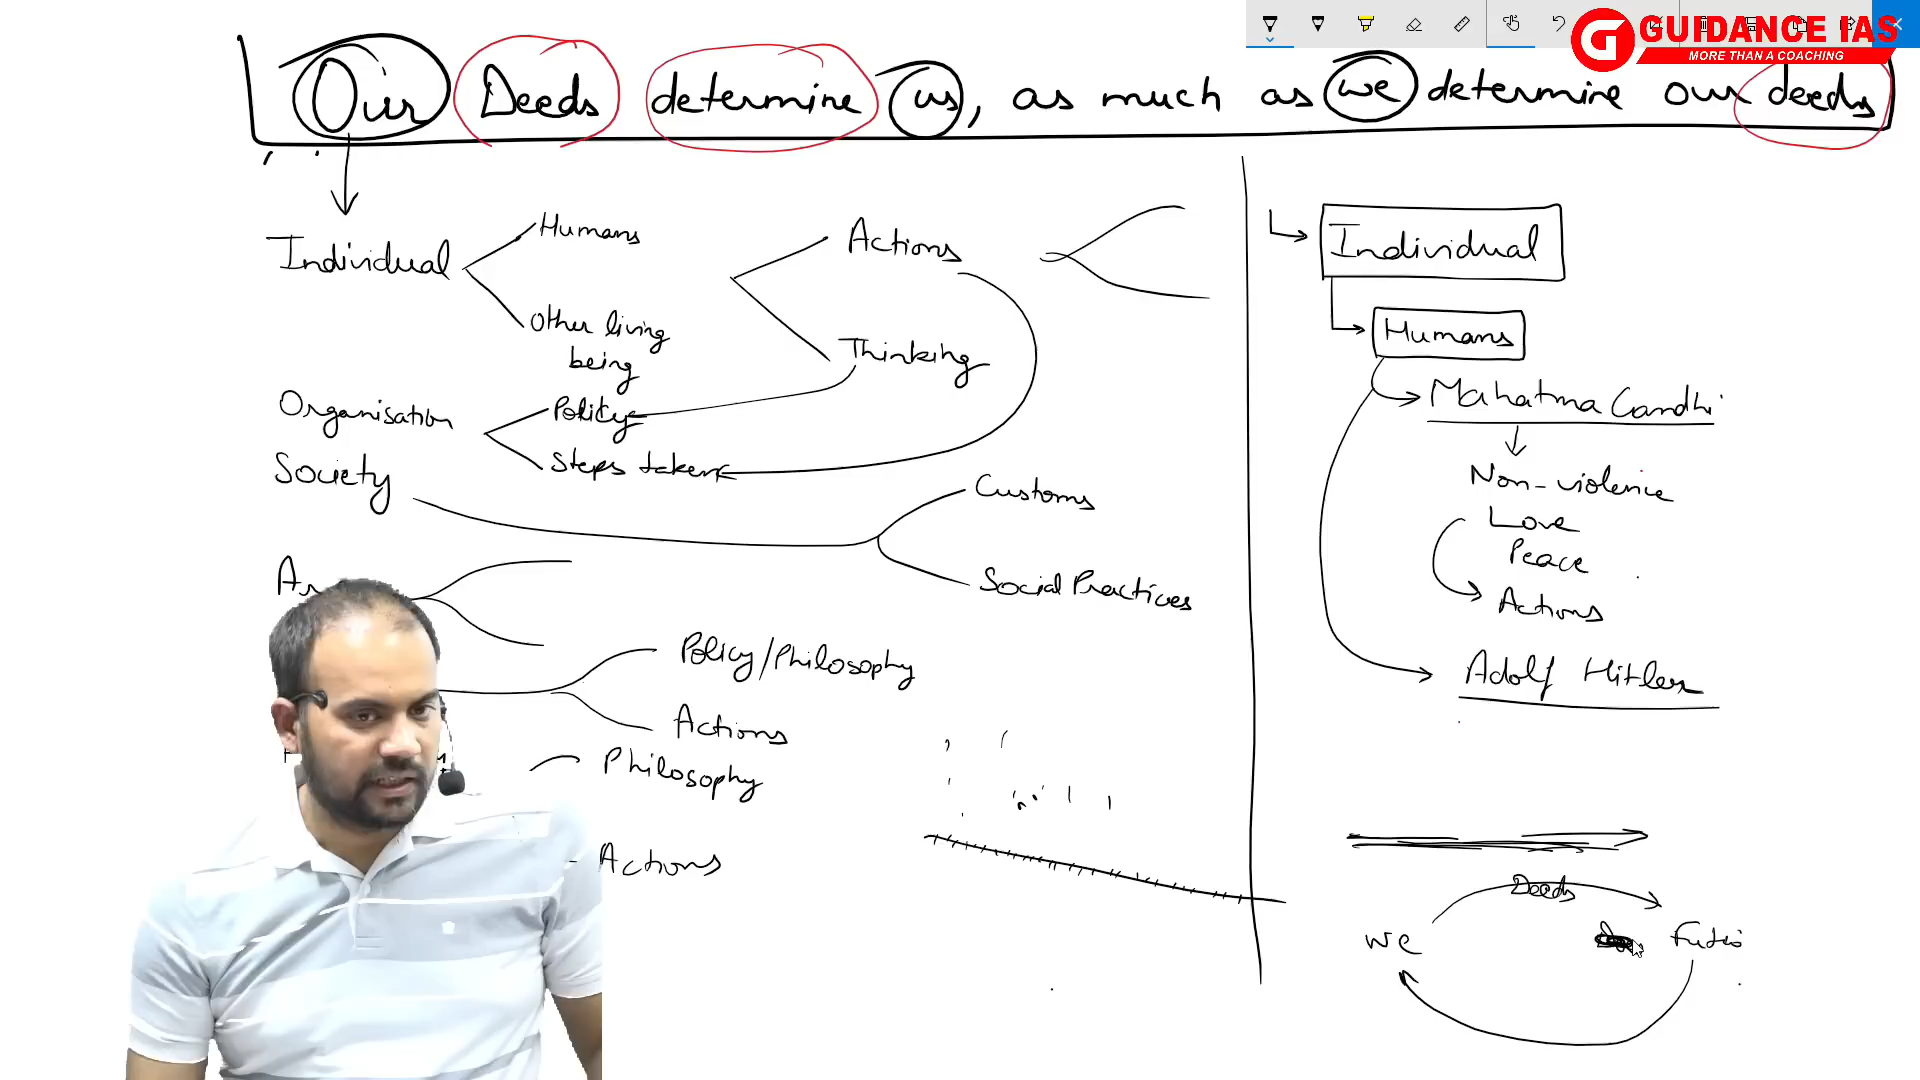 GUIDANCE IAS
MORE THAN A COACHING
Our Deeds determine us, as much as we determine our deeds
Individual
Humans
Other living
being
Actions
Thinking
Organisation
Policy
Steps taken
Society
Customs
Social Practices
Policy/Philosophy
Actions
Philosophy
Actions
Individual
Humans
Mahatma Gandhi
Non-violence
Love
Peace
Actions
Adolf Hitler
Deeds
we